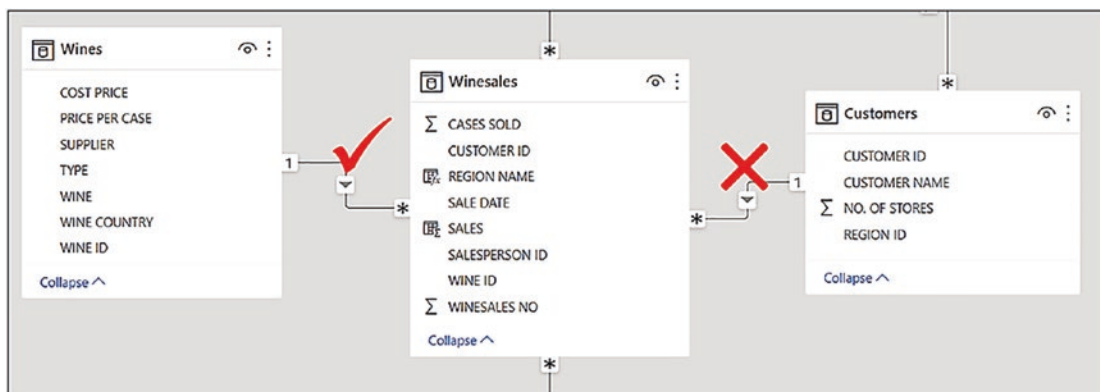 Wines
COST PRICE
PRICE PER CASE
SUPPLIER
TYPE
WINE
WINE COUNTRY
WINE ID
Collapse
1
*
*
Winesales
Σ CASES SOLD
CUSTOMER ID
REGION NAME
SALE DATE
SALES
SALESPERSON ID
WINE ID
Σ WINESALES NO
Collapse
*
*
1
*
Customers
CUSTOMER ID
CUSTOMER NAME
Σ NO. OF STORES
REGION ID
Collapse